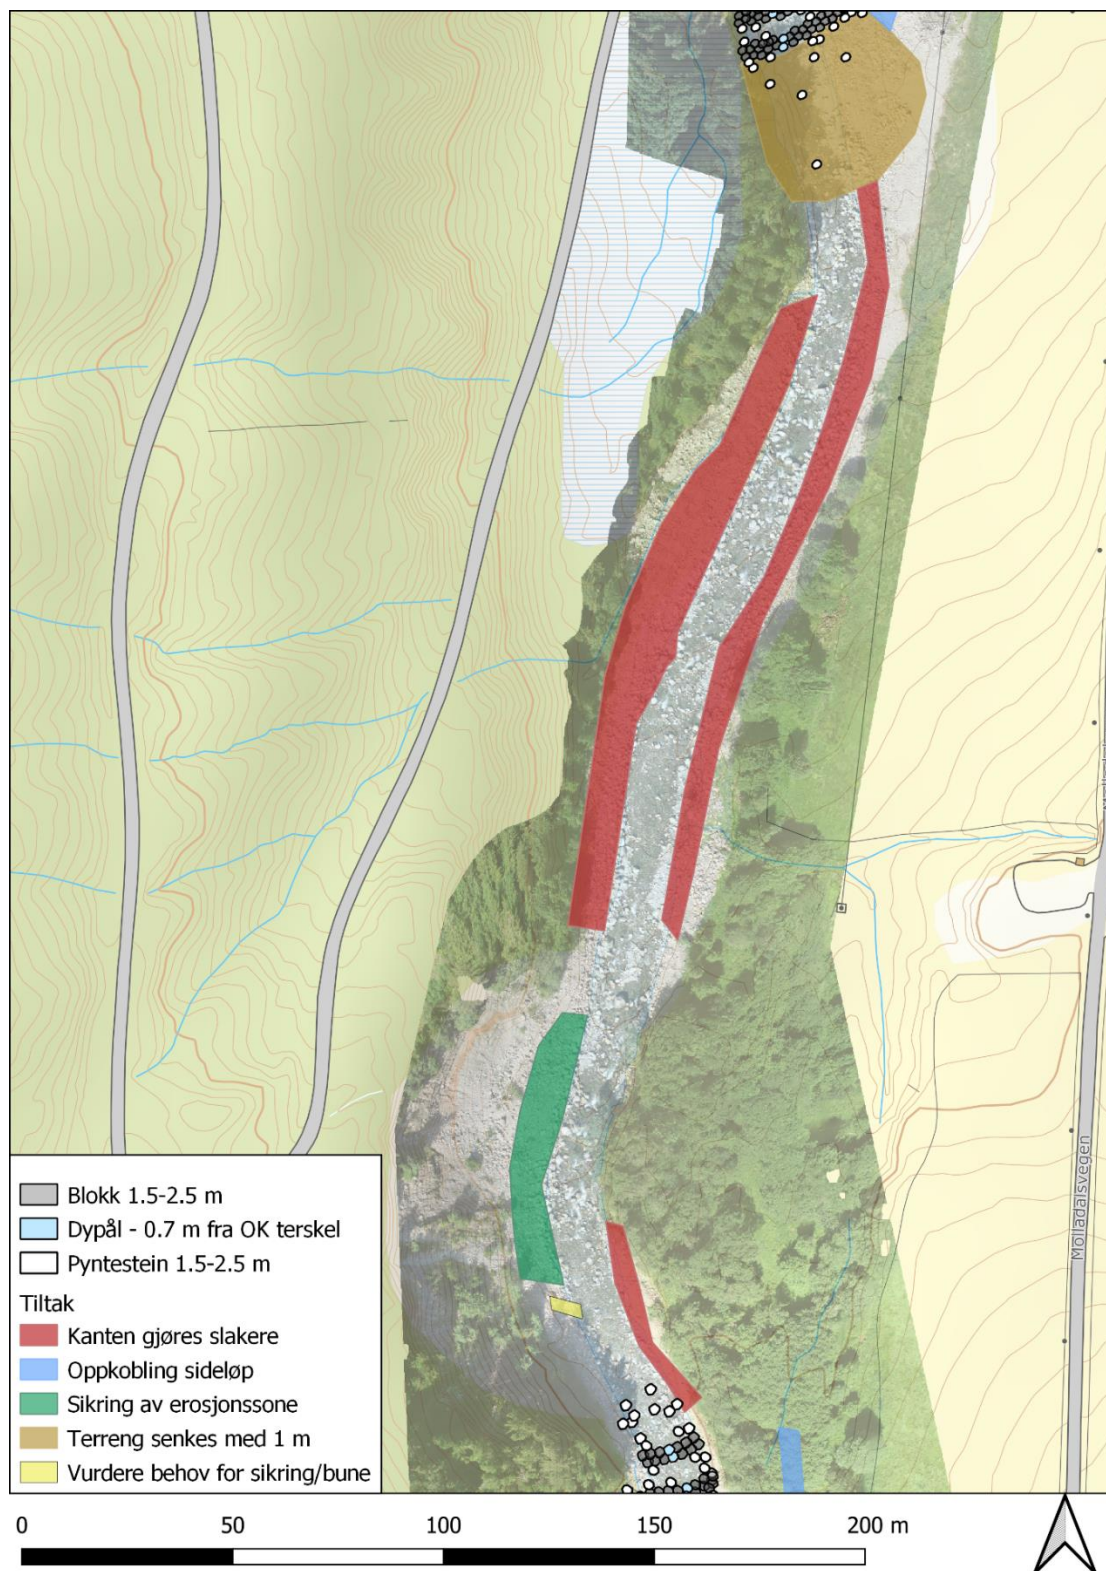 Molladalsvegen
Blokk 1.5-2.5 m
Dypål - 0.7 m fra OK terskel
Pyntestein 1.5-2.5 m
Tiltak
Kanten gjøres slakere
Oppkobling sideløp
Sikring av erosjonssone
Terreng senkes med 1 m
Vurdere behov for sikring/bune
0 50 100 150 200 m